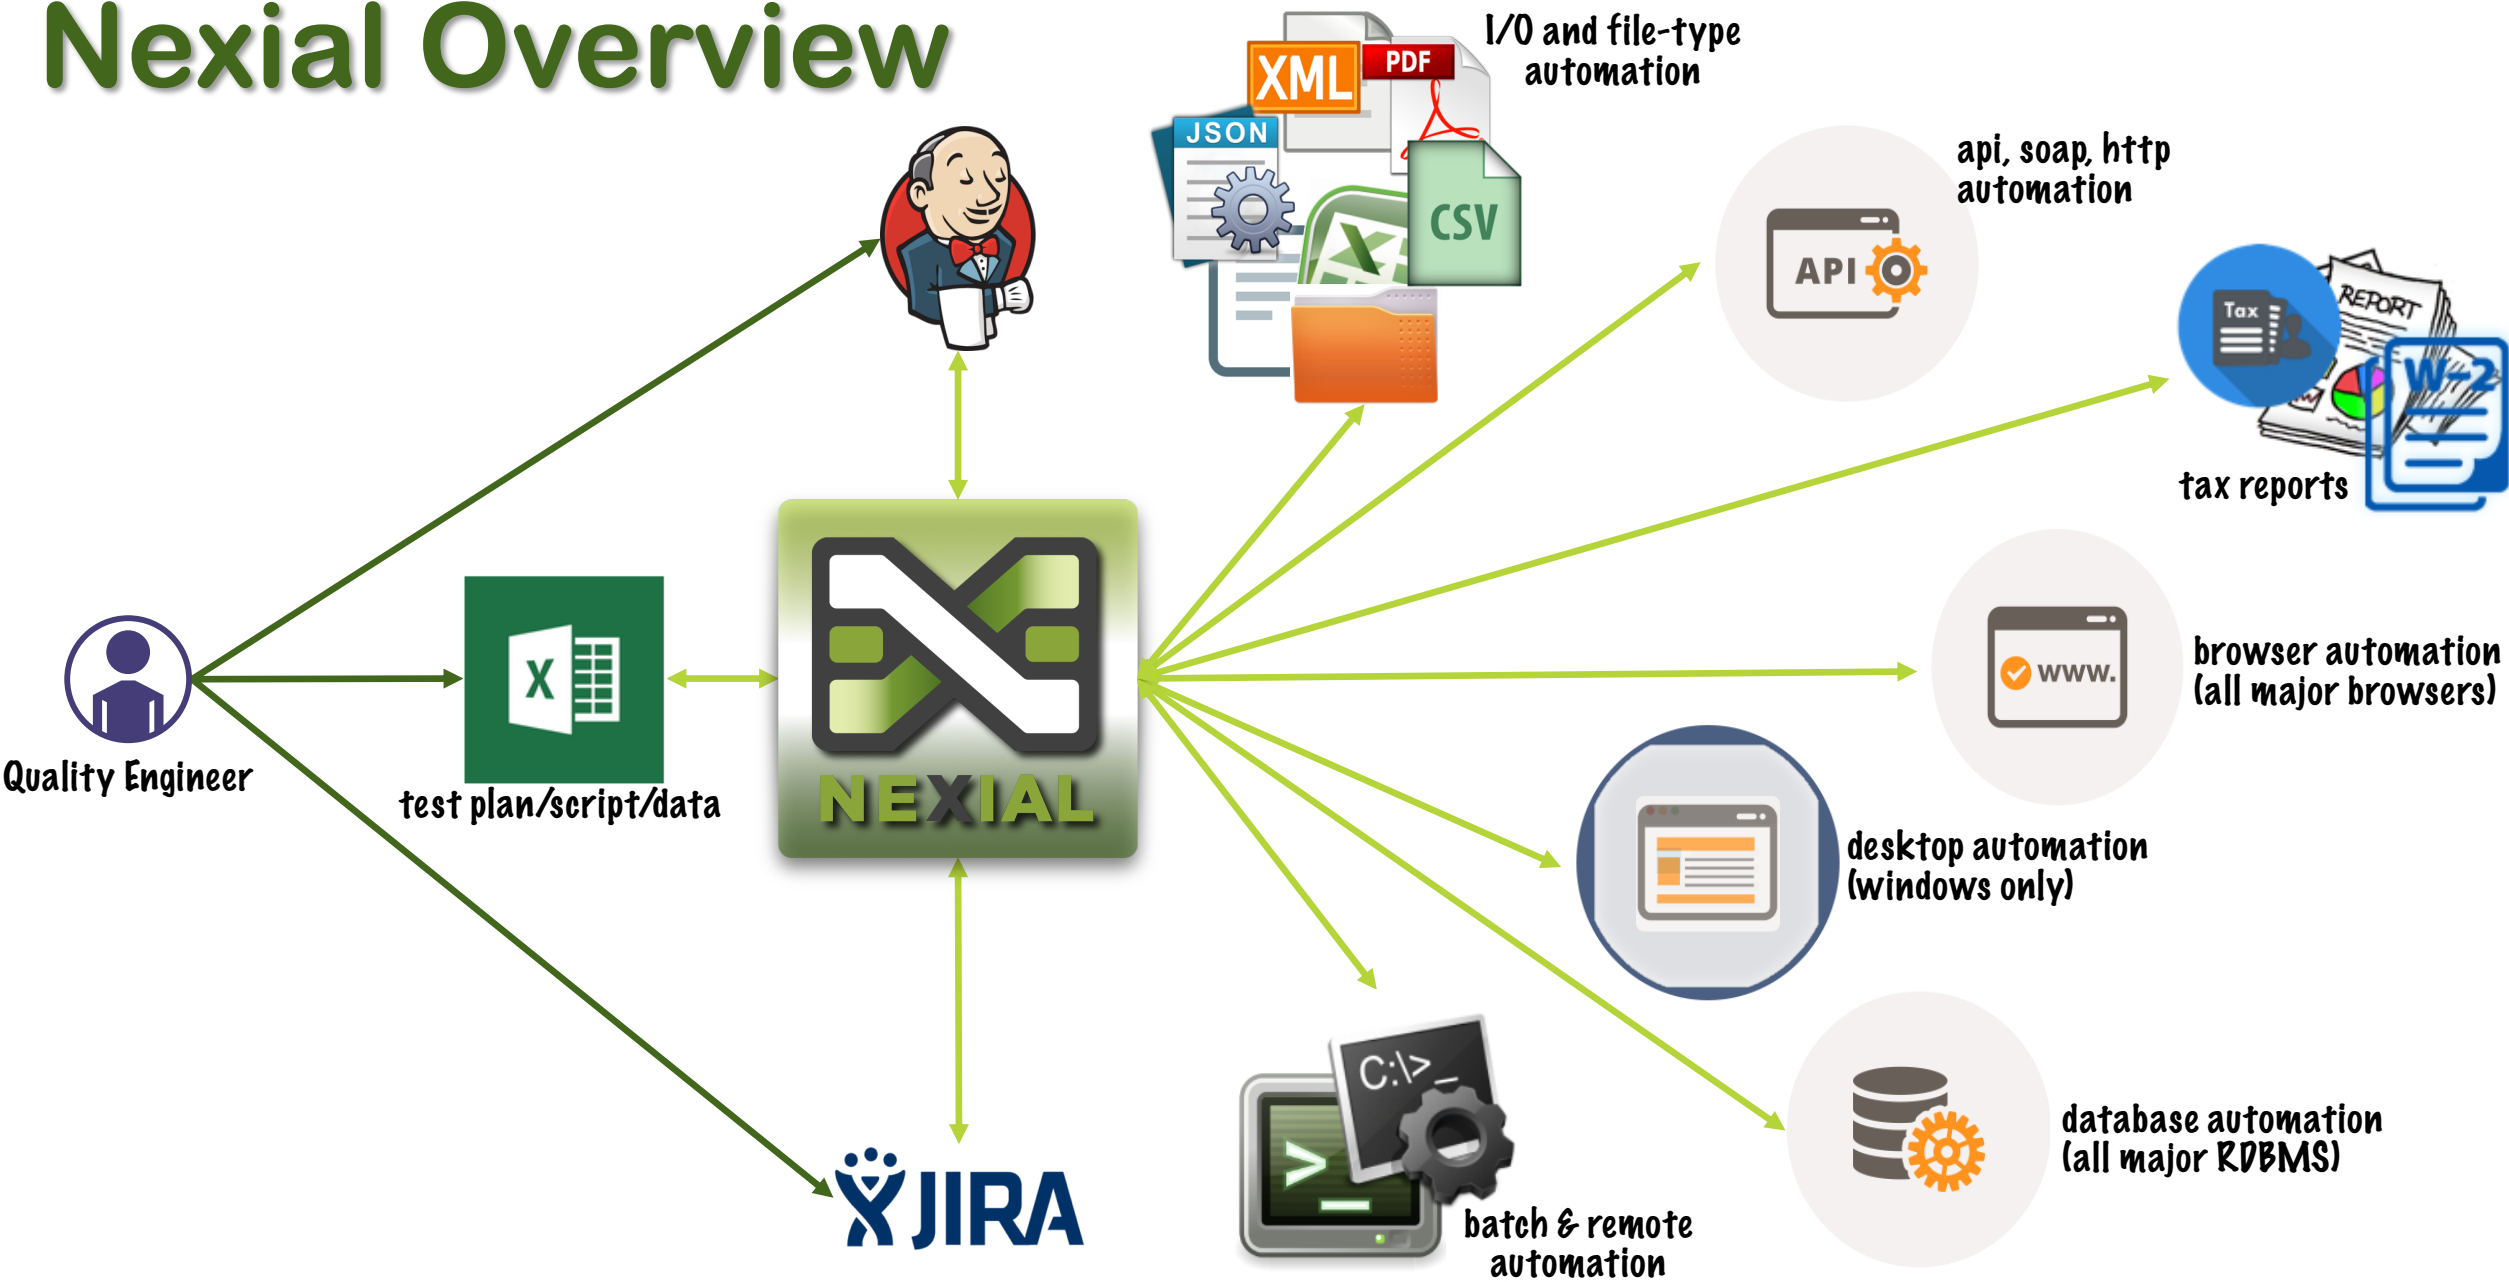 Nexial Overview
I/O and file-type
automation
XML
PDF
JSON
X
CSV
api, soap, http
automation
API
Tax
REPORT
W-2
tax reports
Quality Engineer
X
test plan/script/data
NEXIAL
WWW.
browser automation
(all major browsers)
desktop automation
(windows only)
JIRA
C:\>_
>_
batch & remote
automation
database automation
(all major RDBMS)